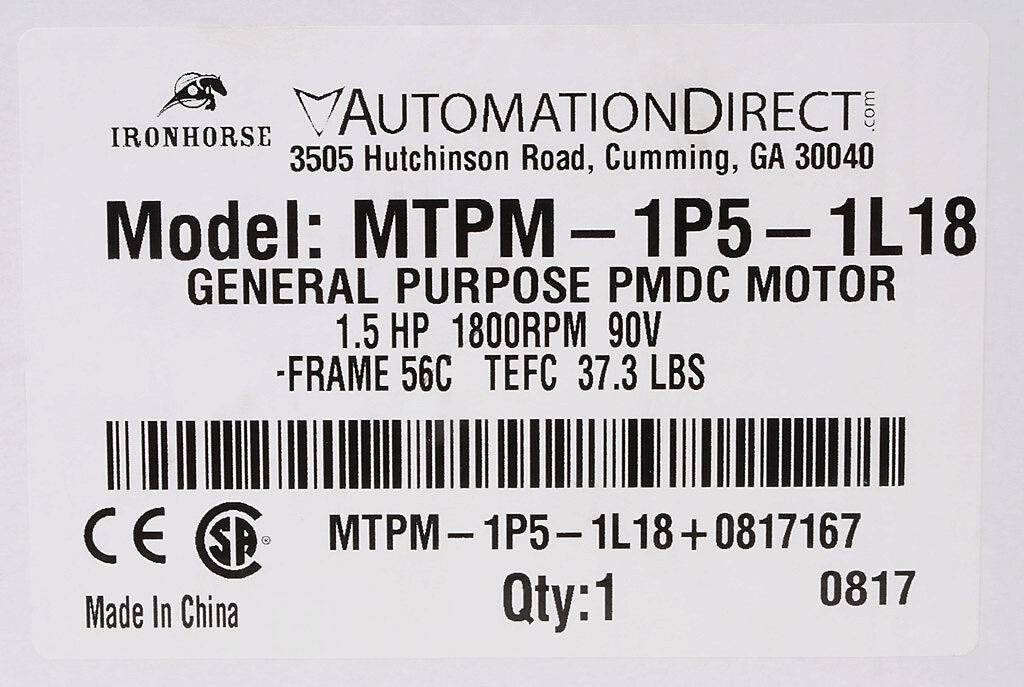 IRONHORSE
AUTOMATIONDIRECT.com
3505 Hutchinson Road, Cumming, GA 30040
Model: MTPM-1P5-1L18
GENERAL PURPOSE PMDC MOTOR
1.5 HP 1800RPM 90V
-FRAME 56C TEFC 37.3 LBS
CE SA® MTPM-1P5-1L18+0817167
Made In China Qty:1 0817